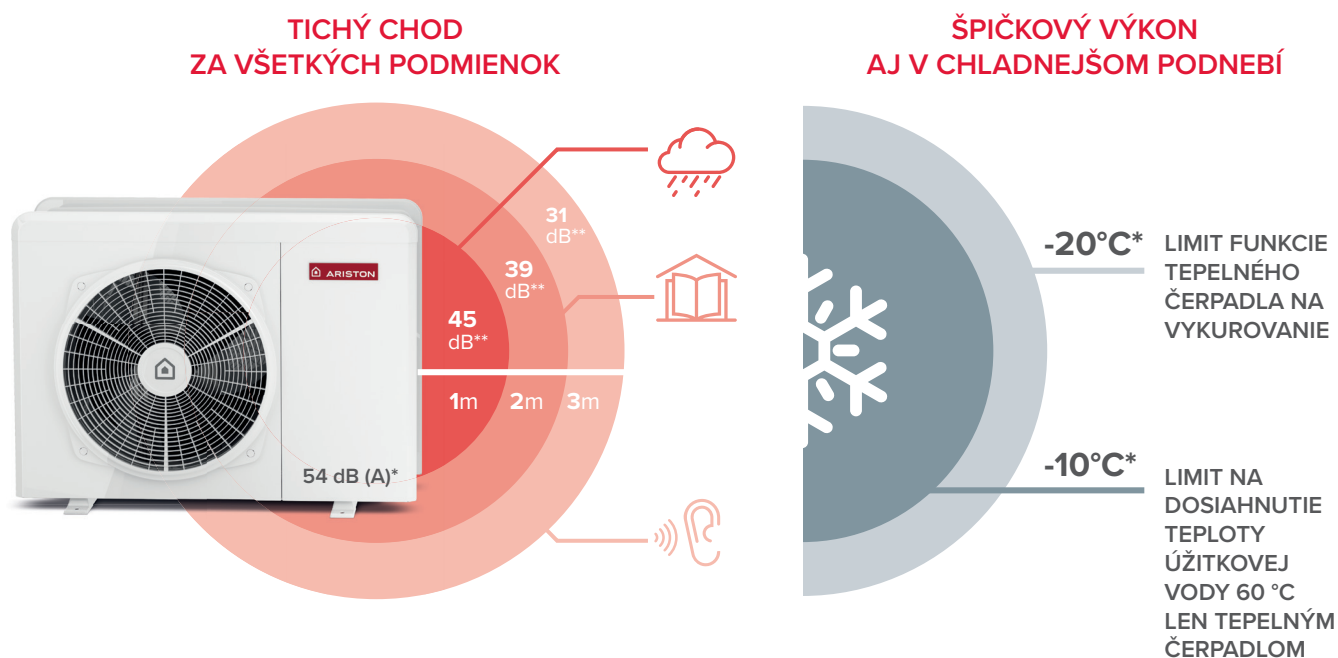 TICHÝ CHOD
ZA VŠETKÝCH PODMIENOK
ARISTON
54 dB (A)*
45
dB**
39
dB**
31
dB**
1m
2m
3m
ŠPIČKOVÝ VÝKON
AJ V CHLADNEJŠOM PODNEBÍ
-20°C*
LIMIT FUNKCIE
TEPELNÉHO
ČERPADLA NA
VYKUROVANIE
-10°C*
LIMIT NA
DOSIAHNUTIE
TEPLOTY
ÚŽITKOVEJ
VODY 60 °C
LEN TEPELNÝM
ČERPADLOM